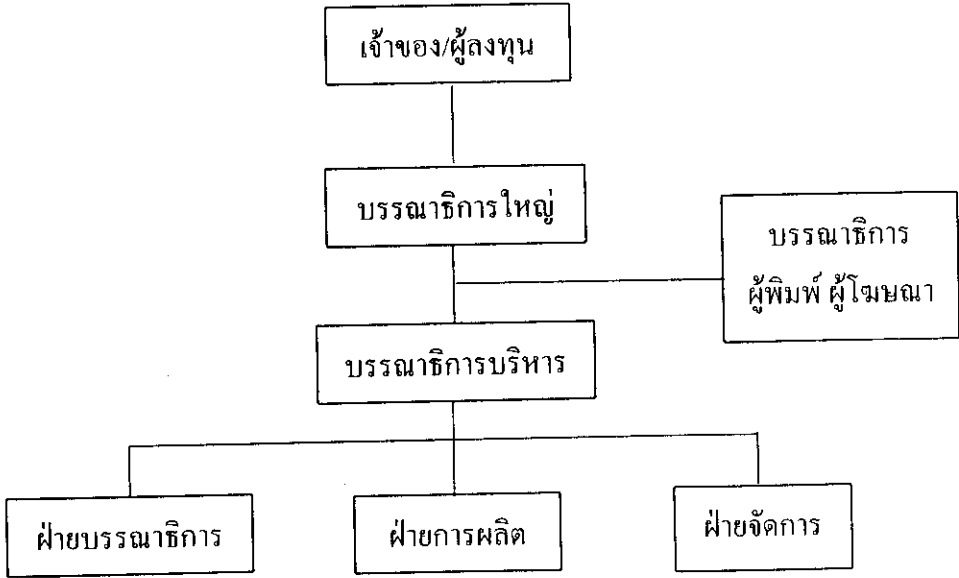 เจ้าของ/ผู้ลงทุน
บรรณาธิการใหญ่
บรรณาธิการ
ผู้พิมพ์ ผู้โฆษณา
บรรณาธิการบริหาร
ฝ่ายบรรณาธิการ
ฝ่ายการผลิต
ฝ่ายจัดการ